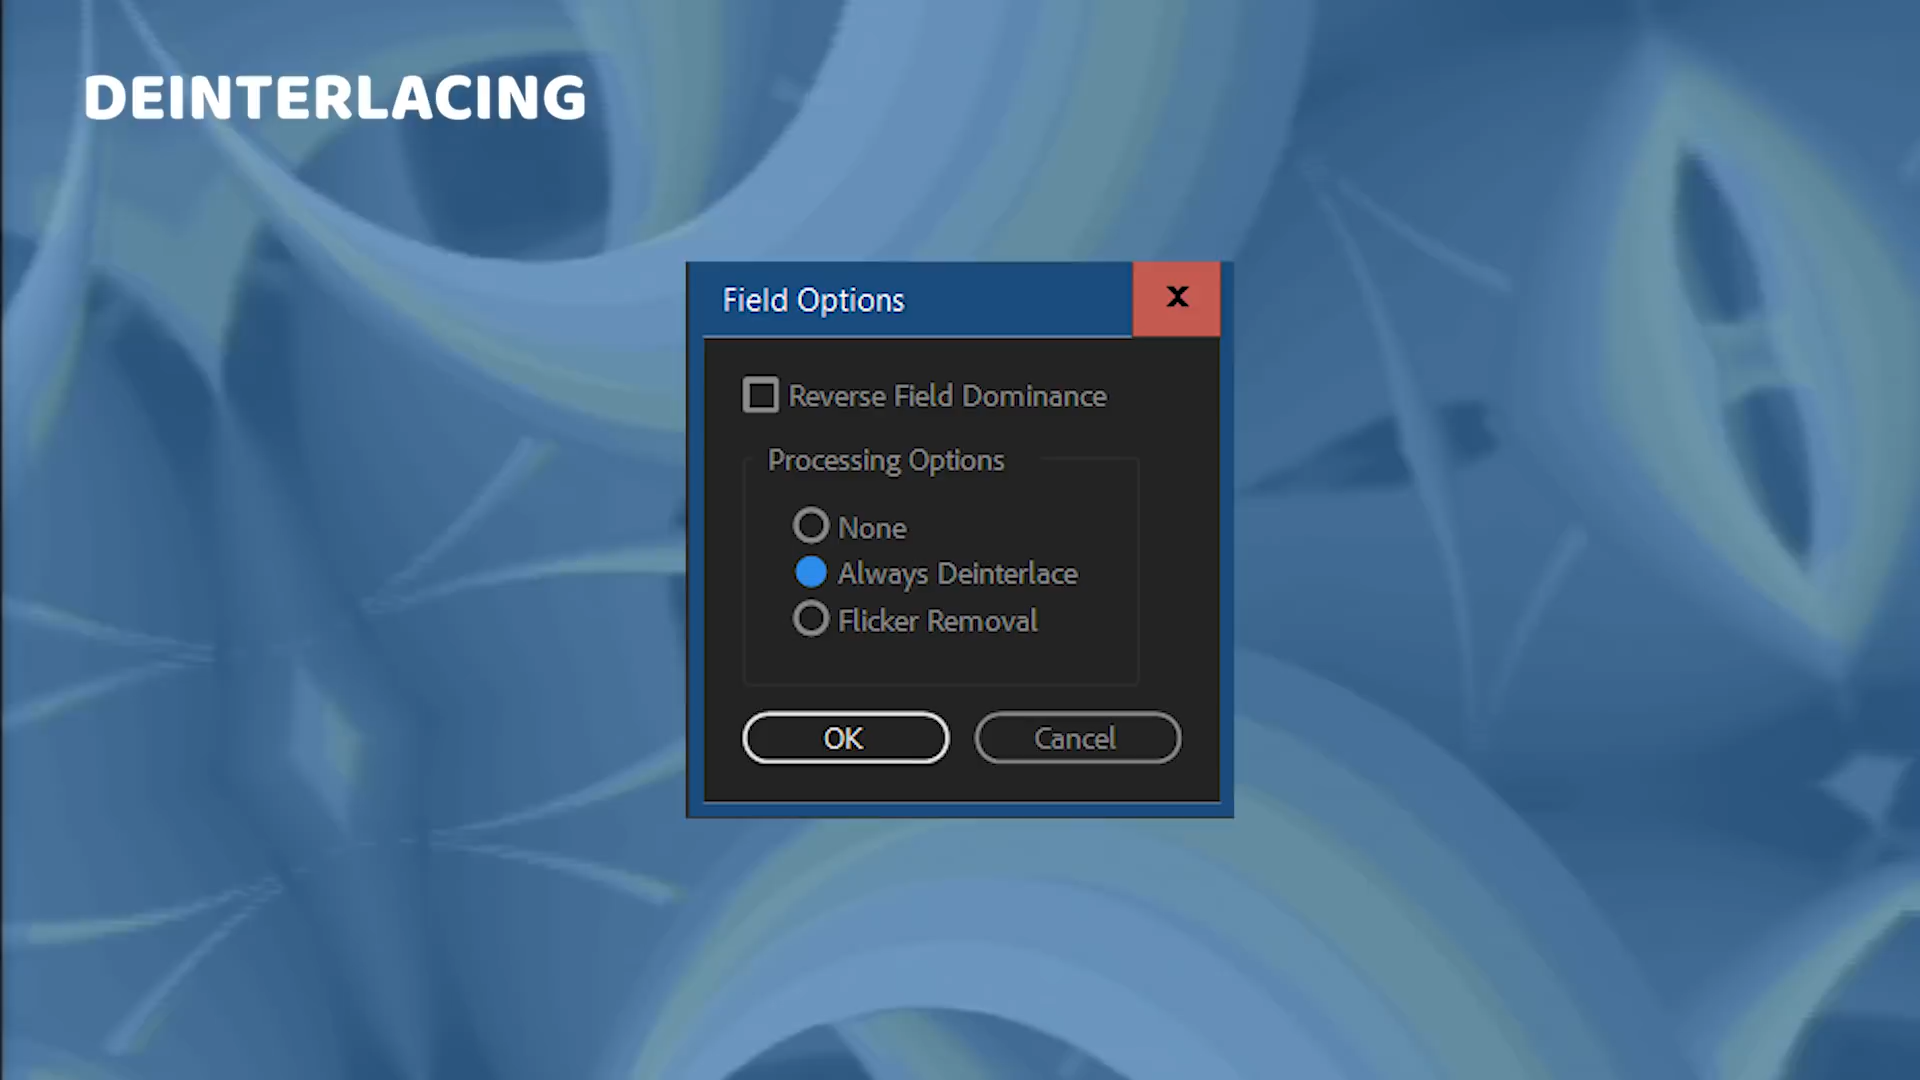 DEINTERLACING
Field Options
x
Reverse Field Dominance
Processing Options
None
Always Deinterlace
Flicker Removal
OK
Cancel